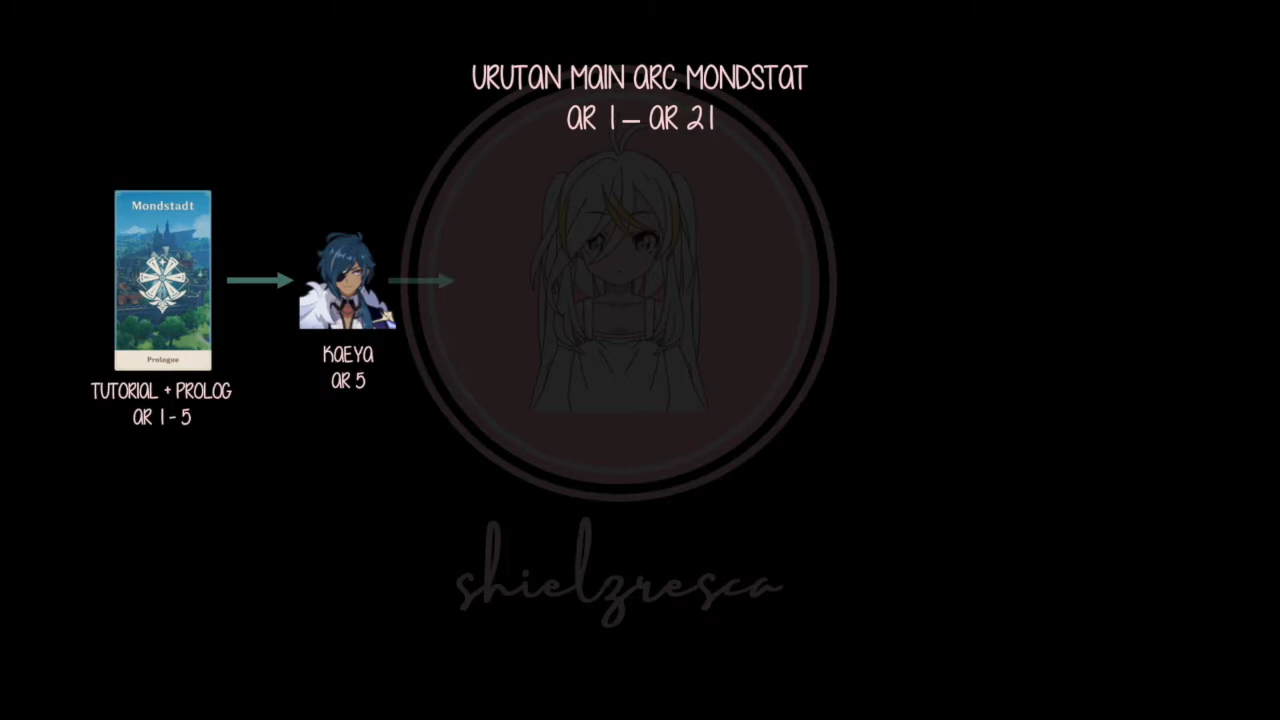 URUTAN MAIN ARC MONDSTAT
AR 1 – AR 21
Mondstadt
Prologue
TUTORIAL + PROLOG
AR 1 - 5
KAEYA
AR 5
shielzresca